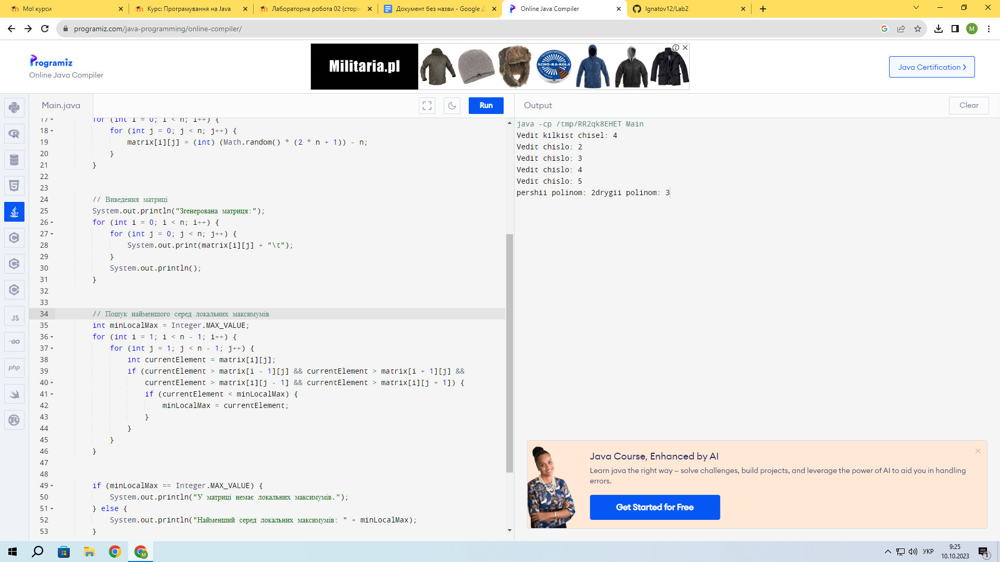 Мої курси
Курс: Програмування на Java
Лабораторна робота 02 (сторін
Документ без назви - Google Д
Online Java Compiler
Ignatov12/Lab2
programiz.com/java-programming/online-compiler/
M
Programiz
Online Java Compiler
Militaria.pl
SCHO-KA-KOLA
Java Certification ❯
Main.java
Run
Output
Clear
17 for (int i = 0; i < n; i++) {
18 for (int j = 0; j < n; j++) {
19 matrix[i][j] = (int) (Math.random() * (2 * n + 1)) - n;
20 }
21 }
22
23
24 // Виведення матриці
25 System.out.println("Згенерована матриця:");
26 for (int i = 0; i < n; i++) {
27 for (int j = 0; j < n; j++) {
28 System.out.print(matrix[i][j] + "\t");
29 }
30 System.out.println();
31 }
32
33
34 // Пошук найменшого серед локальних максимумів
35 int minLocalMax = Integer.MAX_VALUE;
36 for (int i = 1; i < n - 1; i++) {
37 for (int j = 1; j < n - 1; j++) {
38 int currentElement = matrix[i][j];
39 if (currentElement > matrix[i - 1][j] && currentElement > matrix[i + 1][j] &&
40 currentElement > matrix[i][j - 1] && currentElement > matrix[i][j + 1]) {
41 if (currentElement < minLocalMax) {
42 minLocalMax = currentElement;
43 }
44 }
45 }
46 }
47
48
49 if (minLocalMax == Integer.MAX_VALUE) {
50 System.out.println("У матриці немає локальних максимумів.");
51 } else {
52 System.out.println("Найменший серед локальних максимумів: " + minLocalMax);
53 }
java -cp /tmp/RR2qk8EHET Main
Vedit kilkist chisel: 4
Vedit chislo: 2
Vedit chislo: 3
Vedit chislo: 4
Vedit chislo: 5
pershii polinom: 2drygii polinom: 3
JS
GO
php
Java Course, Enhanced by AI
Learn java the right way – solve challenges, build projects, and leverage the power of AI to aid you in handling
errors.
Get Started for Free
M
УКР
9:25
10.10.2023
1